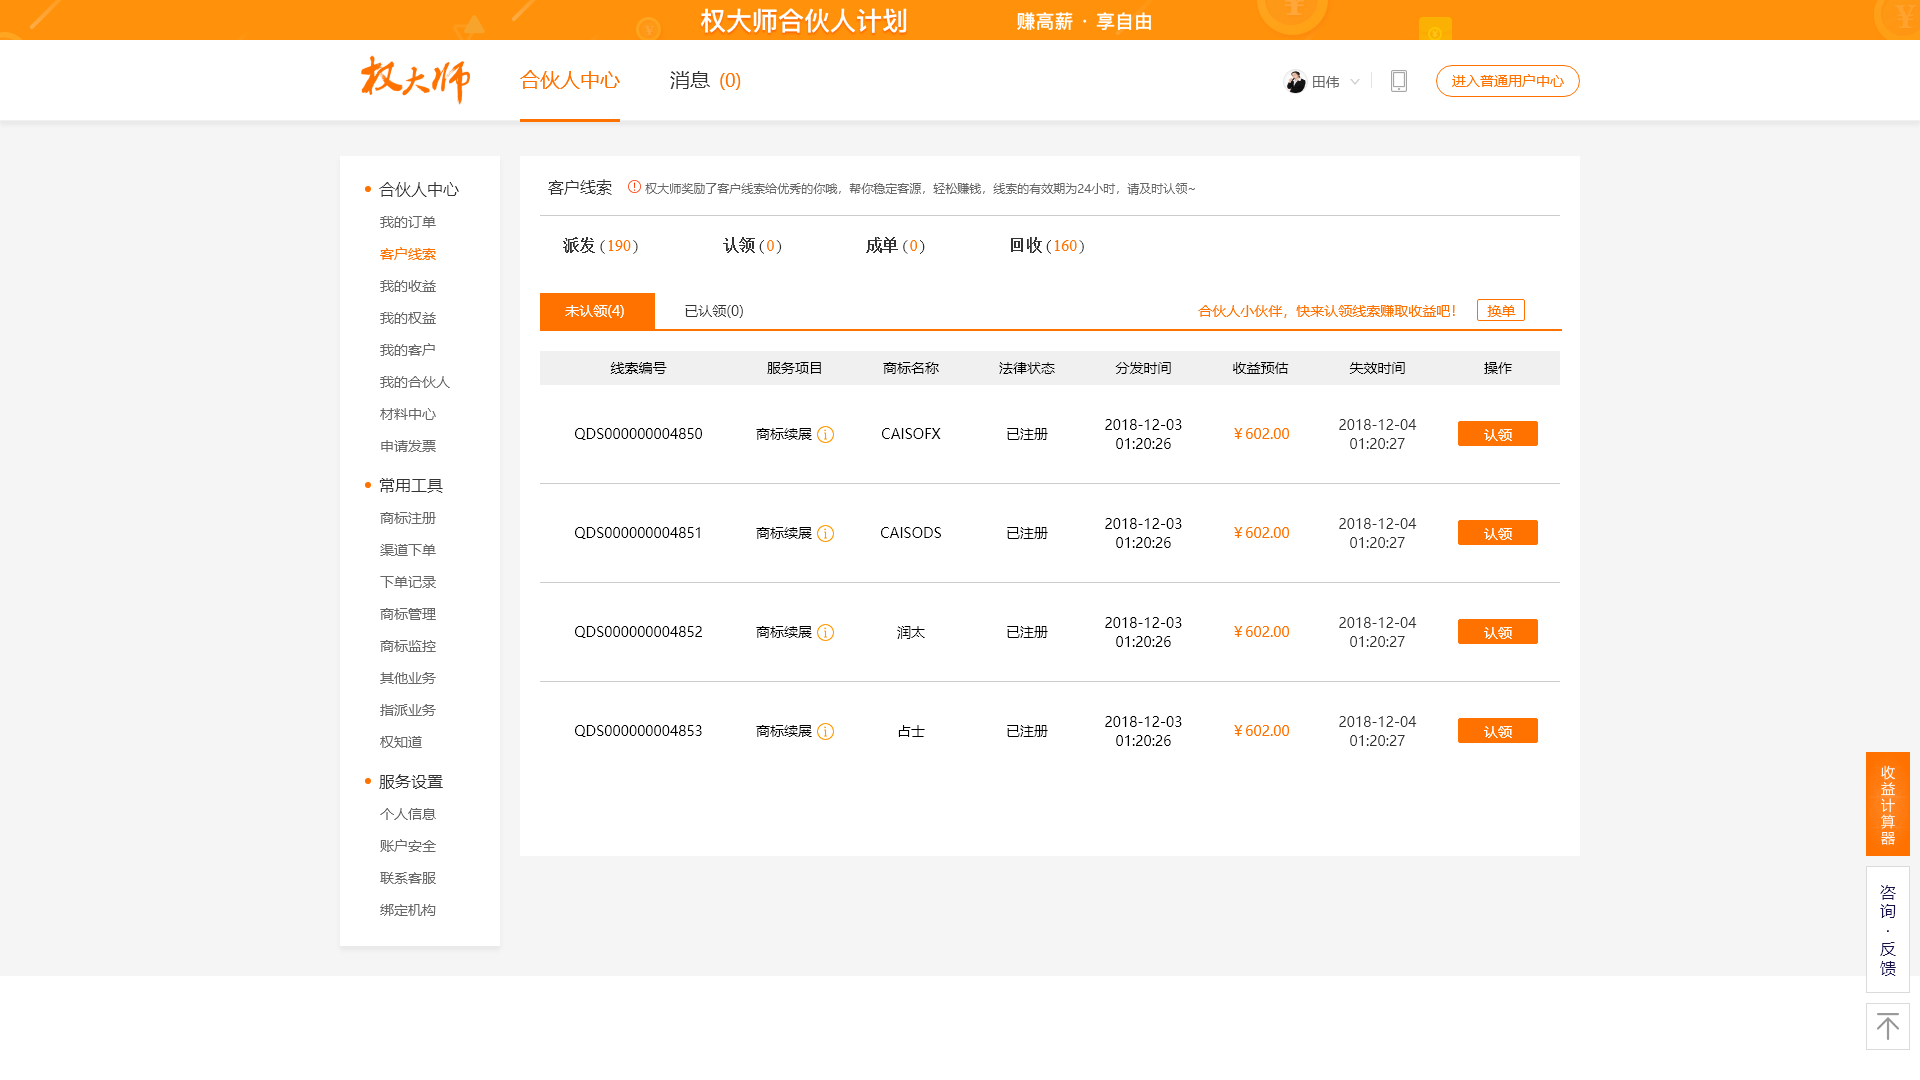 权大师合伙人计划 赚高薪 · 享自由
权大师 合伙人中心 消息 (0) 田伟 进入普通用户中心
合伙人中心
我的订单
客户线索
我的收益
我的权益
我的客户
我的合伙人
材料中心
申请发票
常用工具
商标注册
渠道下单
下单记录
商标管理
商标监控
其他业务
指派业务
权知道
服务设置
个人信息
账户安全
联系客服
绑定机构
客户线索 权大师奖励了客户线索给优秀的你哦，帮你稳定客源，轻松赚钱，线索的有效期为24小时，请及时认领~
派发 (190) 认领 (0) 成单 (0) 回收 (160)
未认领(4) 已认领(0) 合伙人小伙伴，快来认领线索赚取收益吧！ 换单
线索编号 服务项目 商标名称 法律状态 分发时间 收益预估 失效时间 操作
QDS000000004850 商标续展 CAISOFX 已注册 2018-12-03 01:20:26 ¥602.00 2018-12-04 01:20:27 认领
QDS000000004851 商标续展 CAISODS 已注册 2018-12-03 01:20:26 ¥602.00 2018-12-04 01:20:27 认领
QDS000000004852 商标续展 润太 已注册 2018-12-03 01:20:26 ¥602.00 2018-12-04 01:20:27 认领
QDS000000004853 商标续展 占士 已注册 2018-12-03 01:20:26 ¥602.00 2018-12-04 01:20:27 认领
收益计算器
咨询·反馈